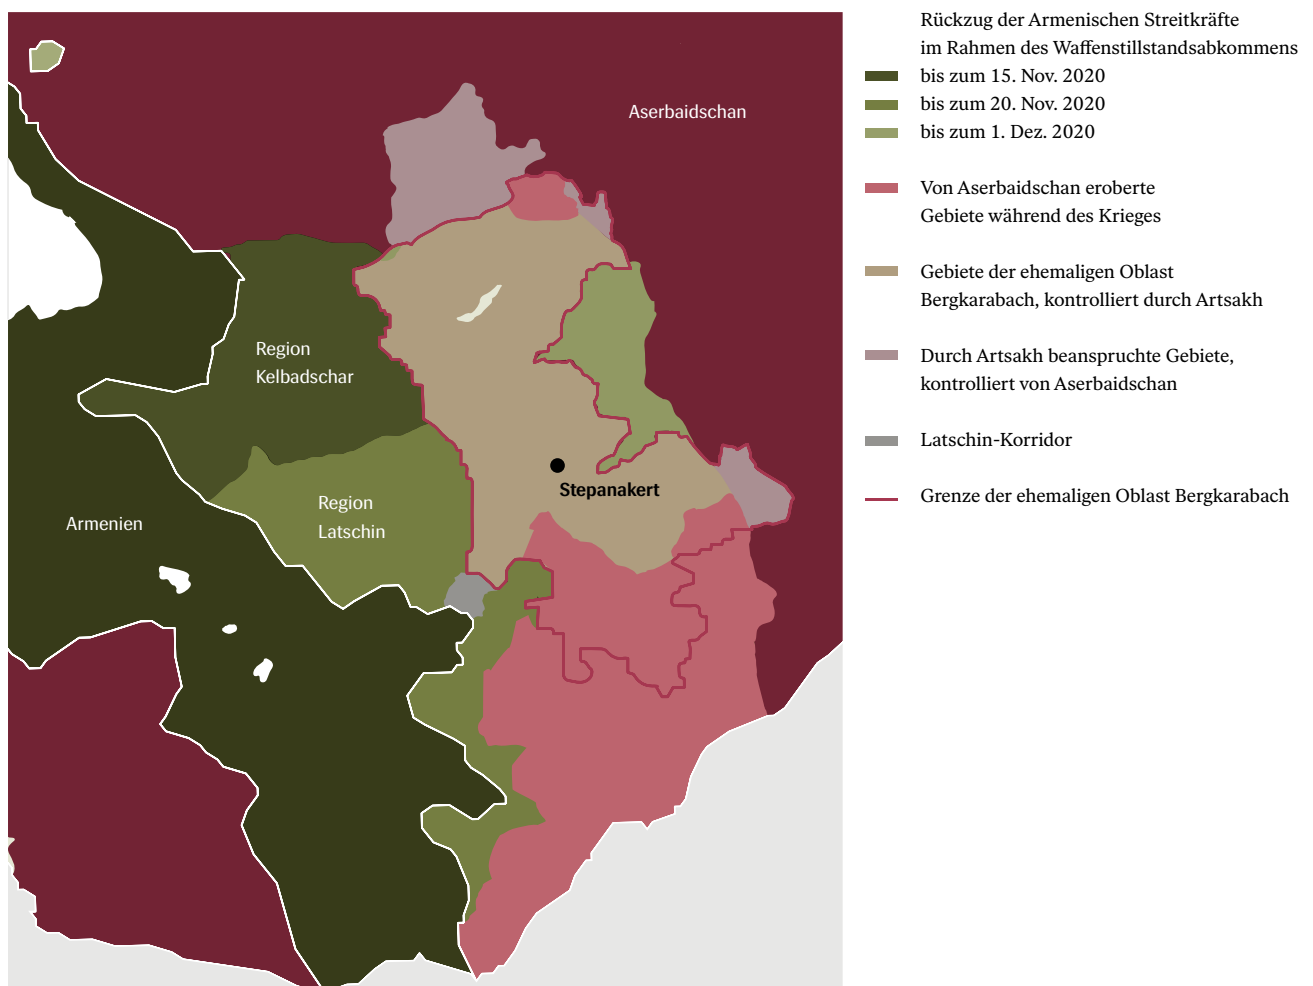 Rückzug der Armenischen Streitkräfte
im Rahmen des Waffenstillstandsabkommens
bis zum 15. Nov. 2020
bis zum 20. Nov. 2020
bis zum 1. Dez. 2020
Von Aserbaidschan eroberte
Gebiete während des Krieges
Gebiete der ehemaligen Oblast
Bergkarabach, kontrolliert durch Artsakh
Durch Artsakh beanspruchte Gebiete,
kontrolliert von Aserbaidschan
Latschin-Korridor
Grenze der ehemaligen Oblast Bergkarabach
Aserbaidschan
Region
Kelbadschar
Stepanakert
Region
Latschin
Armenien